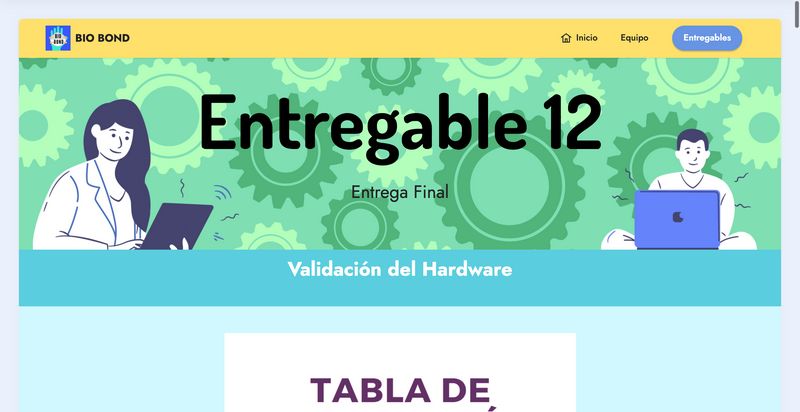 BIO BOND
BIO BOND
Inicio
Equipo
Entregables
Entregable 12
Entrega Final
Validación del Hardware
TABLA DE